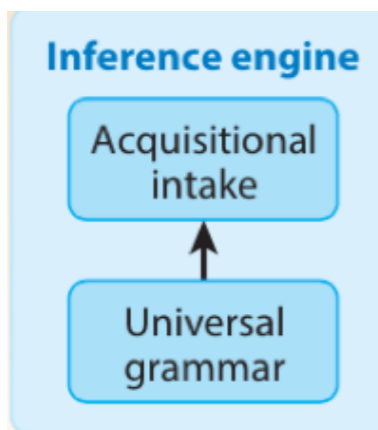 Inference engine
Acquisitional
intake
Universal
grammar